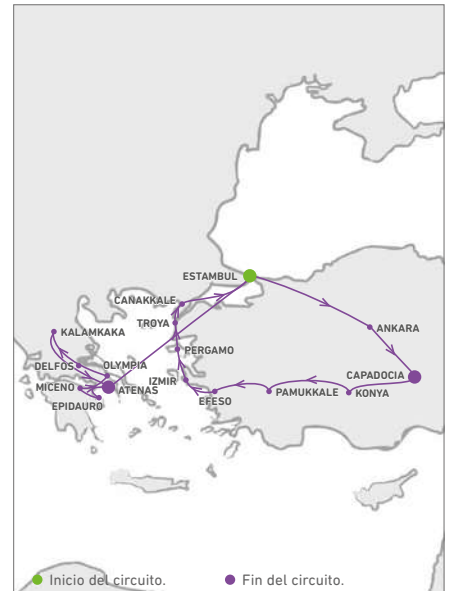 ESTAMBUL
ÇANAKKALE
TROYA
ANKARA
KALAMKAKA
PERGAMO
DELFOS
OLYMPIA
CAPADOCIA
IZMIR
MICENO
ATENAS
PAMUKKALE
KONYA
EFESO
EPIDAURO
Inicio del circuito.
Fin del circuito.